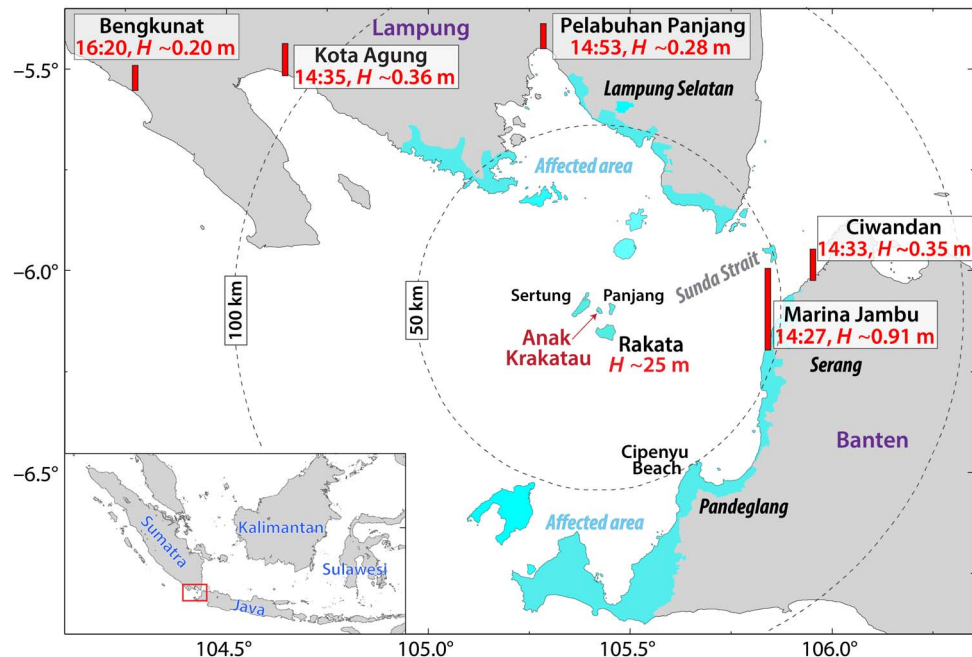 Bengkunat
16:20, H ~0.20 m
Lampung
Kota Agung
14:35, H ~0.36 m
Pelabuhan Panjang
14:53, H ~0.28 m
Lampung Selatan
Affected area
Ciwandan
14:33, H ~0.35 m
Sunda Strait
Marina Jambu
14:27, H ~0.91 m
Serang
Sertung
Panjang
Anak
Krakatau
Rakata
H ~25 m
100 km
50 km
Banten
Cipenyu
Beach
Pandeglang
Affected area
Sumatra
Kalimantan
Sulawesi
Java
−5.5°
−6.0°
−6.5°
104.5°
105.0°
105.5°
106.0°